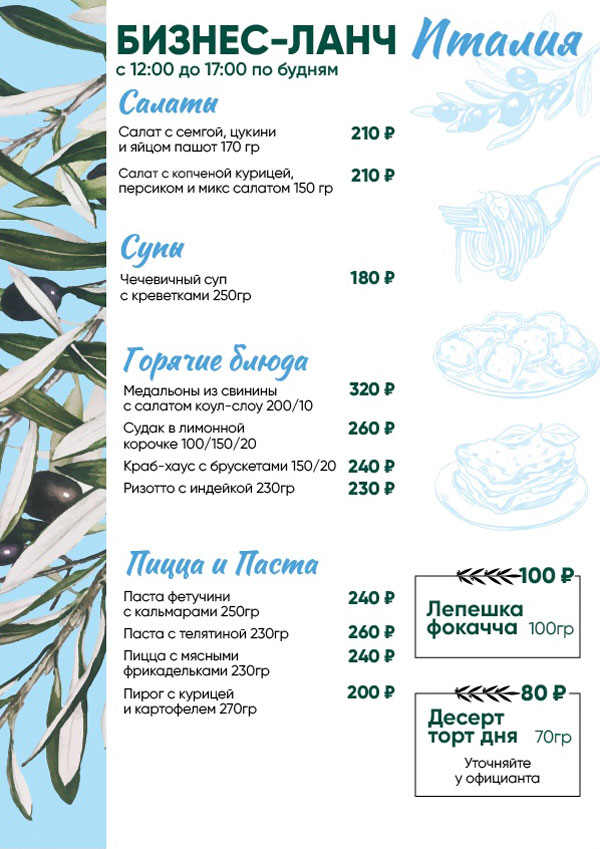 БИЗНЕС-ЛАНЧ Италия
с 12:00 до 17:00 по будням
Салаты
Салат с семгой, цукини 210 ₽
и яйцом пашот 170 гр
Салат с копченой курицей, 210 ₽
персиком и микс салатом 150 гр
Супы
Чечевичный суп 180 ₽
с креветками 250гр
Горячие блюда
Медальоны из свинины 320 ₽
с салатом коул-слоу 200/10
Судак в лимонной 260 ₽
корочке 100/150/20
Краб-хаус с брускетами 150/20 240 ₽
Ризотто с индейкой 230гр 230 ₽
Пицца и Паста
Паста фетучини 240 ₽
с кальмарами 250гр
Паста с телятиной 230гр 260 ₽
Пицца с мясными 240 ₽
фрикадельками 230гр
Пирог с курицей 200 ₽
и картофелем 270гр
100 ₽
Лепешка
фокачча 100гр
80 ₽
Десерт
торт дня 70гр
Уточняйте
у официанта